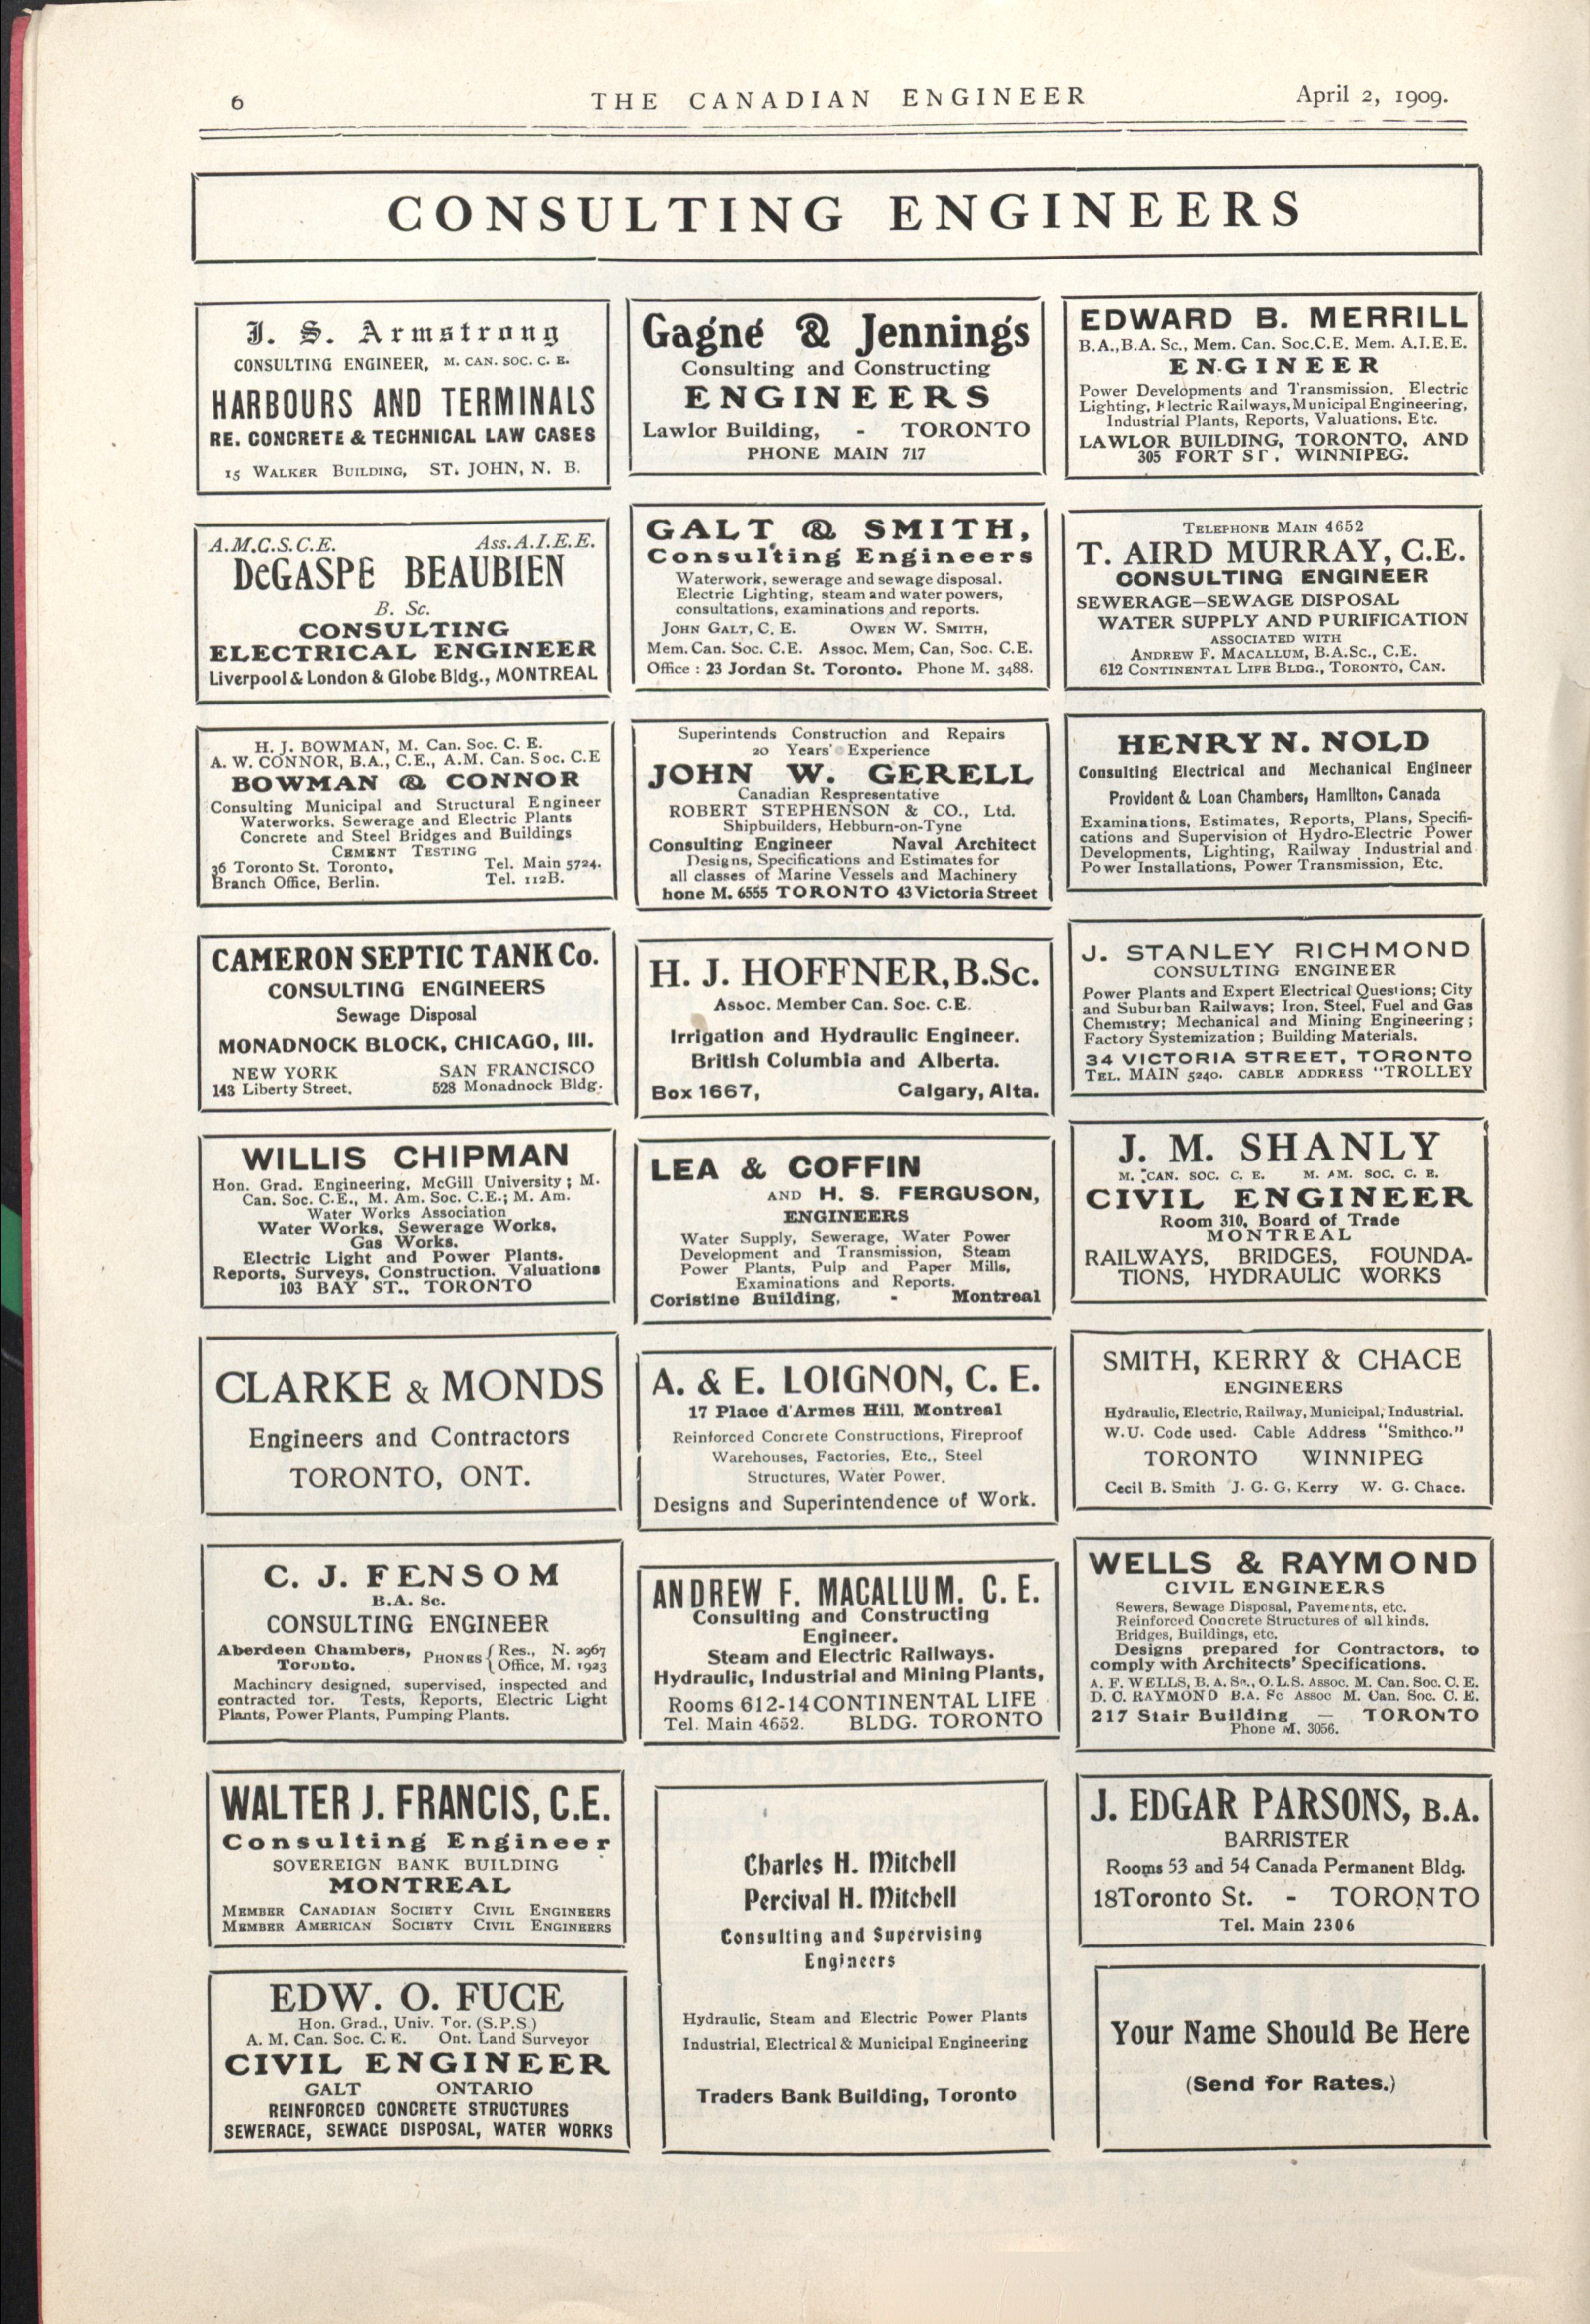 6
THE CANADIAN ENGINEER
April 2, 1909.
CONSULTING ENGINEERS
J. S. Armstrong
CONSULTING ENGINEER, M. CAN. SOC. C. E.
HARBOURS AND TERMINALS
RE. CONCRETE & TECHNICAL LAW CASES
15 WALKER BUILDING, ST. JOHN, N. B.
A.M.C.S.C.E. Ass.A.I.E.E.
DeGASPE BEAUBIEN
B. Sc.
CONSULTING
ELECTRICAL ENGINEER
Liverpool & London & Globe Bldg., MONTREAL
H. J. BOWMAN, M. Can. Soc. C. E.
A. W. CONNOR, B.A., C.E., A.M. Can. Soc. C.E
BOWMAN & CONNOR
Consulting Municipal and Structural Engineer
Waterworks, Sewerage and Electric Plants
Concrete and Steel Bridges and Buildings
CEMENT TESTING
36 Toronto St. Toronto, Tel. Main 5724.
Branch Office, Berlin. Tel. 112B.
CAMERON SEPTIC TANK Co.
CONSULTING ENGINEERS
Sewage Disposal
MONADNOCK BLOCK, CHICAGO, Ill.
NEW YORK SAN FRANCISCO
143 Liberty Street. 528 Monadnock Bldg.
WILLIS CHIPMAN
Hon. Grad. Engineering, McGill University; M.
Can. Soc. C.E., M. Am. Soc. C.E.; M. Am.
Water Works Association
Water Works, Sewerage Works,
Gas Works.
Electric Light and Power Plants.
Reports, Surveys, Construction. Valuations
103 BAY ST., TORONTO
CLARKE & MONDS
Engineers and Contractors
TORONTO, ONT.
C. J. FENSOM
B.A. Sc.
CONSULTING ENGINEER
Aberdeen Chambers, Toronto. PHONES { Res., N. 2967
Office, M. 1923
Machinery designed, supervised, inspected and
contracted tor. Tests, Reports, Electric Light
Plants, Power Plants, Pumping Plants.
WALTER J. FRANCIS, C.E.
Consulting Engineer
SOVEREIGN BANK BUILDING
MONTREAL
MEMBER CANADIAN SOCIETY CIVIL ENGINEERS
MEMBER AMERICAN SOCIETY CIVIL ENGINEERS
EDW. O. FUCE
Hon. Grad., Univ. Tor. (S.P.S)
A. M. Can. Soc. C. E. Ont. Land Surveyor
CIVIL ENGINEER
GALT ONTARIO
REINFORCED CONCRETE STRUCTURES
SEWERAGE, SEWAGE DISPOSAL, WATER WORKS
Gagné & Jennings
Consulting and Constructing
ENGINEERS
Lawlor Building, - TORONTO
PHONE MAIN 717
GALT & SMITH,
Consulting Engineers
Waterwork, sewerage and sewage disposal.
Electric Lighting, steam and water powers,
consultations, examinations and reports.
JOHN GALT, C. E. OWEN W. SMITH,
Mem. Can. Soc. C.E. Assoc. Mem, Can, Soc. C.E.
Office : 23 Jordan St. Toronto. Phone M. 3488.
Superintends Construction and Repairs
20 Years' Experience
JOHN W. GERELL
Canadian Respresentative
ROBERT STEPHENSON & CO., Ltd.
Shipbuilders, Hebburn-on-Tyne
Consulting Engineer Naval Architect
Designs, Specifications and Estimates for
all classes of Marine Vessels and Machinery
hone M. 6555 TORONTO 43 Victoria Street
H. J. HOFFNER, B.Sc.
Assoc. Member Can. Soc. C.E.
Irrigation and Hydraulic Engineer.
British Columbia and Alberta.
Box 1667, Calgary, Alta.
LEA & COFFIN
AND H. S. FERGUSON,
ENGINEERS
Water Supply, Sewerage, Water Power
Development and Transmission, Steam
Power Plants, Pulp and Paper Mills,
Examinations and Reports.
Coristine Building, - Montreal
A. & E. LOIGNON, C. E.
17 Place d'Armes Hill, Montreal
Reinforced Concrete Constructions, Fireproof
Warehouses, Factories, Etc., Steel
Structures, Water Power.
Designs and Superintendence of Work.
ANDREW F. MACALLUM, C. E.
Consulting and Constructing
Engineer.
Steam and Electric Railways.
Hydraulic, Industrial and Mining Plants,
Rooms 612-14 CONTINENTAL LIFE
Tel. Main 4652. BLDG. TORONTO
Charles H. Mitchell
Percival H. Mitchell
Consulting and Supervising
Engineers
Hydraulic, Steam and Electric Power Plants
Industrial, Electrical & Municipal Engineering
Traders Bank Building, Toronto
EDWARD B. MERRILL
B.A., B.A. Sc., Mem. Can. Soc.C.E. Mem. A.I.E.E.
ENGINEER
Power Developments and Transmission, Electric
Lighting, Electric Railways, Municipal Engineering,
Industrial Plants, Reports, Valuations, Etc.
LAWLOR BUILDING, TORONTO, AND
305 FORT ST, WINNIPEG.
TELEPHONE MAIN 4652
T. AIRD MURRAY, C.E.
CONSULTING ENGINEER
SEWERAGE—SEWAGE DISPOSAL
WATER SUPPLY AND PURIFICATION
ASSOCIATED WITH
ANDREW F. MACALLUM, B.A.Sc., C.E.
612 CONTINENTAL LIFE BLDG., TORONTO, CAN.
HENRY N. NOLD
Consulting Electrical and Mechanical Engineer
Provident & Loan Chambers, Hamilton, Canada
Examinations, Estimates, Reports, Plans, Specifi-
cations and Supervision of Hydro-Electric Power
Developments, Lighting, Railway Industrial and
Power Installations, Power Transmission, Etc.
J. STANLEY RICHMOND
CONSULTING ENGINEER
Power Plants and Expert Electrical Questions; City
and Suburban Railways; Iron, Steel, Fuel and Gas
Chemistry; Mechanical and Mining Engineering;
Factory Systemization; Building Materials.
34 VICTORIA STREET, TORONTO
TEL. MAIN 5240. CABLE ADDRESS "TROLLEY
J. M. SHANLY
M. CAN. SOC. C. E. M. AM. SOC. C. E.
CIVIL ENGINEER
Room 310, Board of Trade
MONTREAL
RAILWAYS, BRIDGES, FOUNDA-
TIONS, HYDRAULIC WORKS
SMITH, KERRY & CHACE
ENGINEERS
Hydraulic, Electric, Railway, Municipal, Industrial.
W.U. Code used. Cable Address "Smithco."
TORONTO WINNIPEG
Cecil B. Smith J. G. G. Kerry W. G. Chace.
WELLS & RAYMOND
CIVIL ENGINEERS
Sewers, Sewage Disposal, Pavements, etc.
Reinforced Concrete Structures of all kinds.
Bridges, Buildings, etc.
Designs prepared for Contractors, to
comply with Architects' Specifications.
A. F. WELLS, B. A. Sc., O.L.S. Assoc. M. Can. Soc. C. E.
D. C. RAYMOND B.A. Sc Assoc M. Can. Soc. C. E.
217 Stair Building — TORONTO
Phone M. 3056.
J. EDGAR PARSONS, B.A.
BARRISTER
Rooms 53 and 54 Canada Permanent Bldg.
18 Toronto St. - TORONTO
Tel. Main 2306
Your Name Should Be Here
(Send for Rates.)